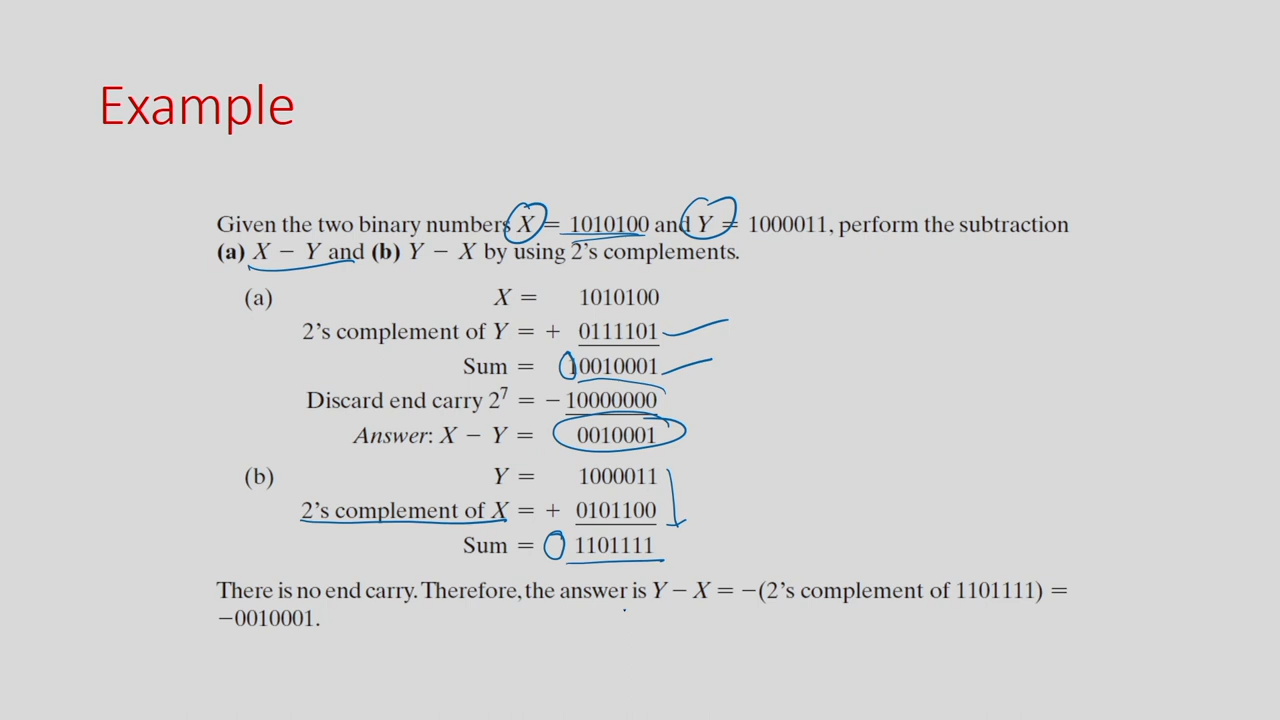 Example
Given the two binary numbers X = 1010100 and Y = 1000011, perform the subtraction
(a) X − Y and (b) Y − X by using 2's complements.
(a) X = 1010100
2's complement of Y = + 0111101
Sum = 10010001
Discard end carry 2⁷ = − 10000000
Answer: X − Y = 0010001
(b) Y = 1000011
2's complement of X = + 0101100
Sum = 1101111
There is no end carry. Therefore, the answer is Y − X = −(2's complement of 1101111) =
−0010001.